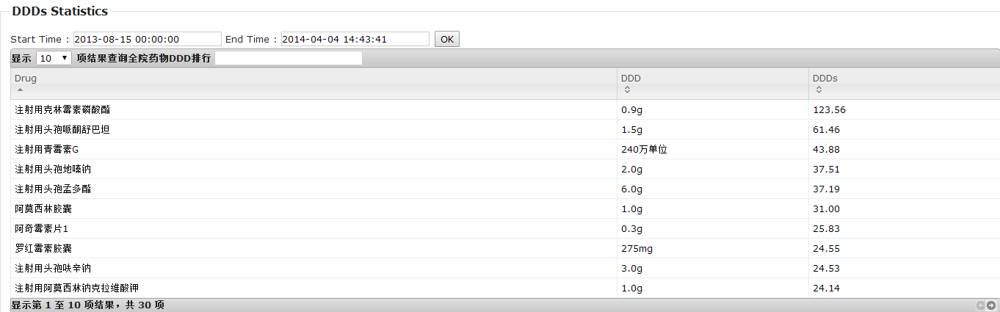 DDDs Statistics
Start Time : 2013-08-15 00:00:00 End Time : 2014-04-04 14:43:41 OK
显示 10 项结果查询全院药物DDD排行
Drug DDD DDDs
注射用克林霉素磷酸酯 0.9g 123.56
注射用头孢哌酮舒巴坦 1.5g 61.46
注射用青霉素G 240万单位 43.88
注射用头孢地嗪钠 2.0g 37.51
注射用头孢孟多酯 6.0g 37.19
阿莫西林胶囊 1.0g 31.00
阿奇霉素片1 0.3g 25.83
罗红霉素胶囊 275mg 24.55
注射用头孢呋辛钠 3.0g 24.53
注射用阿莫西林钠克拉维酸钾 1.0g 24.14
显示第 1 至 10 项结果，共 30 项